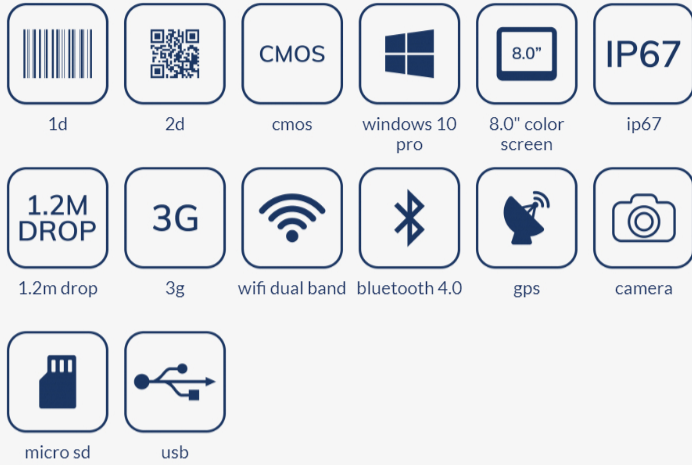 CMOS
8.0”
IP67
1d
2d
cmos
windows 10
pro
8.0" color
screen
ip67
1.2M
DROP
3G
1.2m drop
3g
wifi dual band
bluetooth 4.0
gps
camera
micro sd
usb